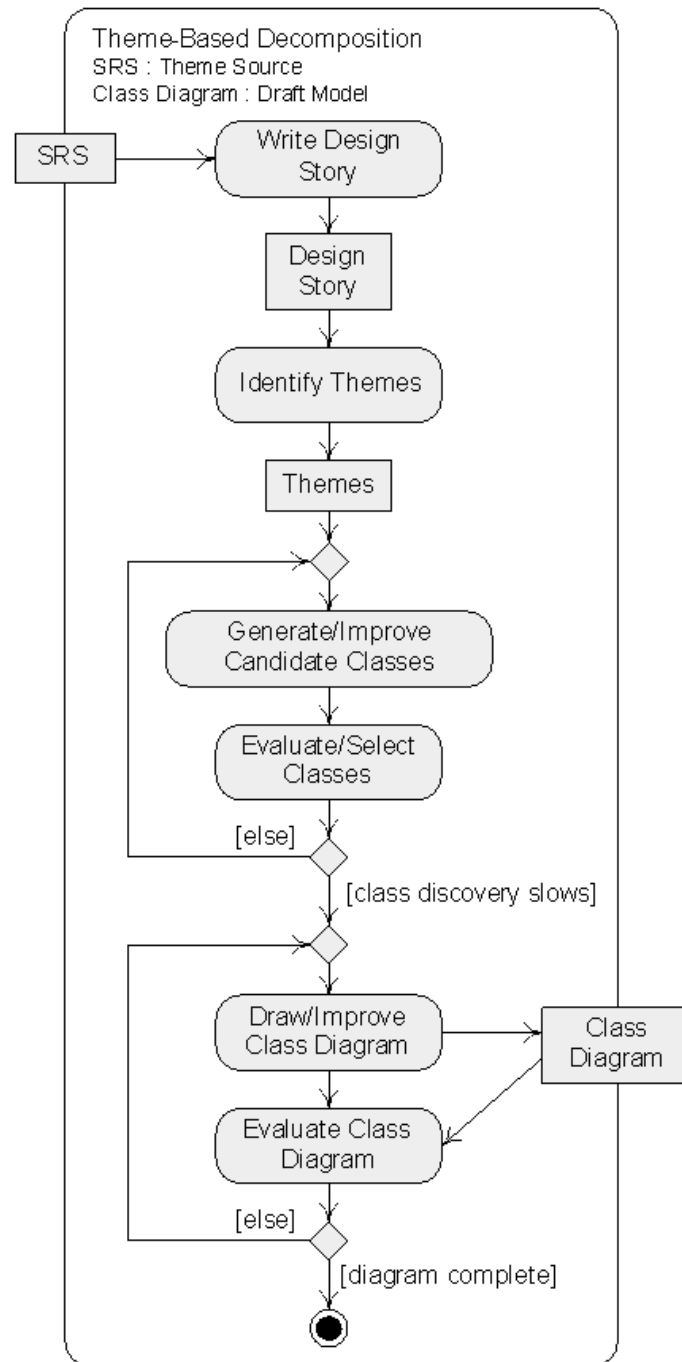 Theme-Based Decomposition
SRS : Theme Source
Class Diagram : Draft Model
SRS
Write Design
Story
Design
Story
Identify Themes
Themes
Generate/Improve
Candidate Classes
Evaluate/Select
Classes
[else]
[class discovery slows]
Draw/Improve
Class Diagram
Class
Diagram
Evaluate Class
Diagram
[else]
[diagram complete]